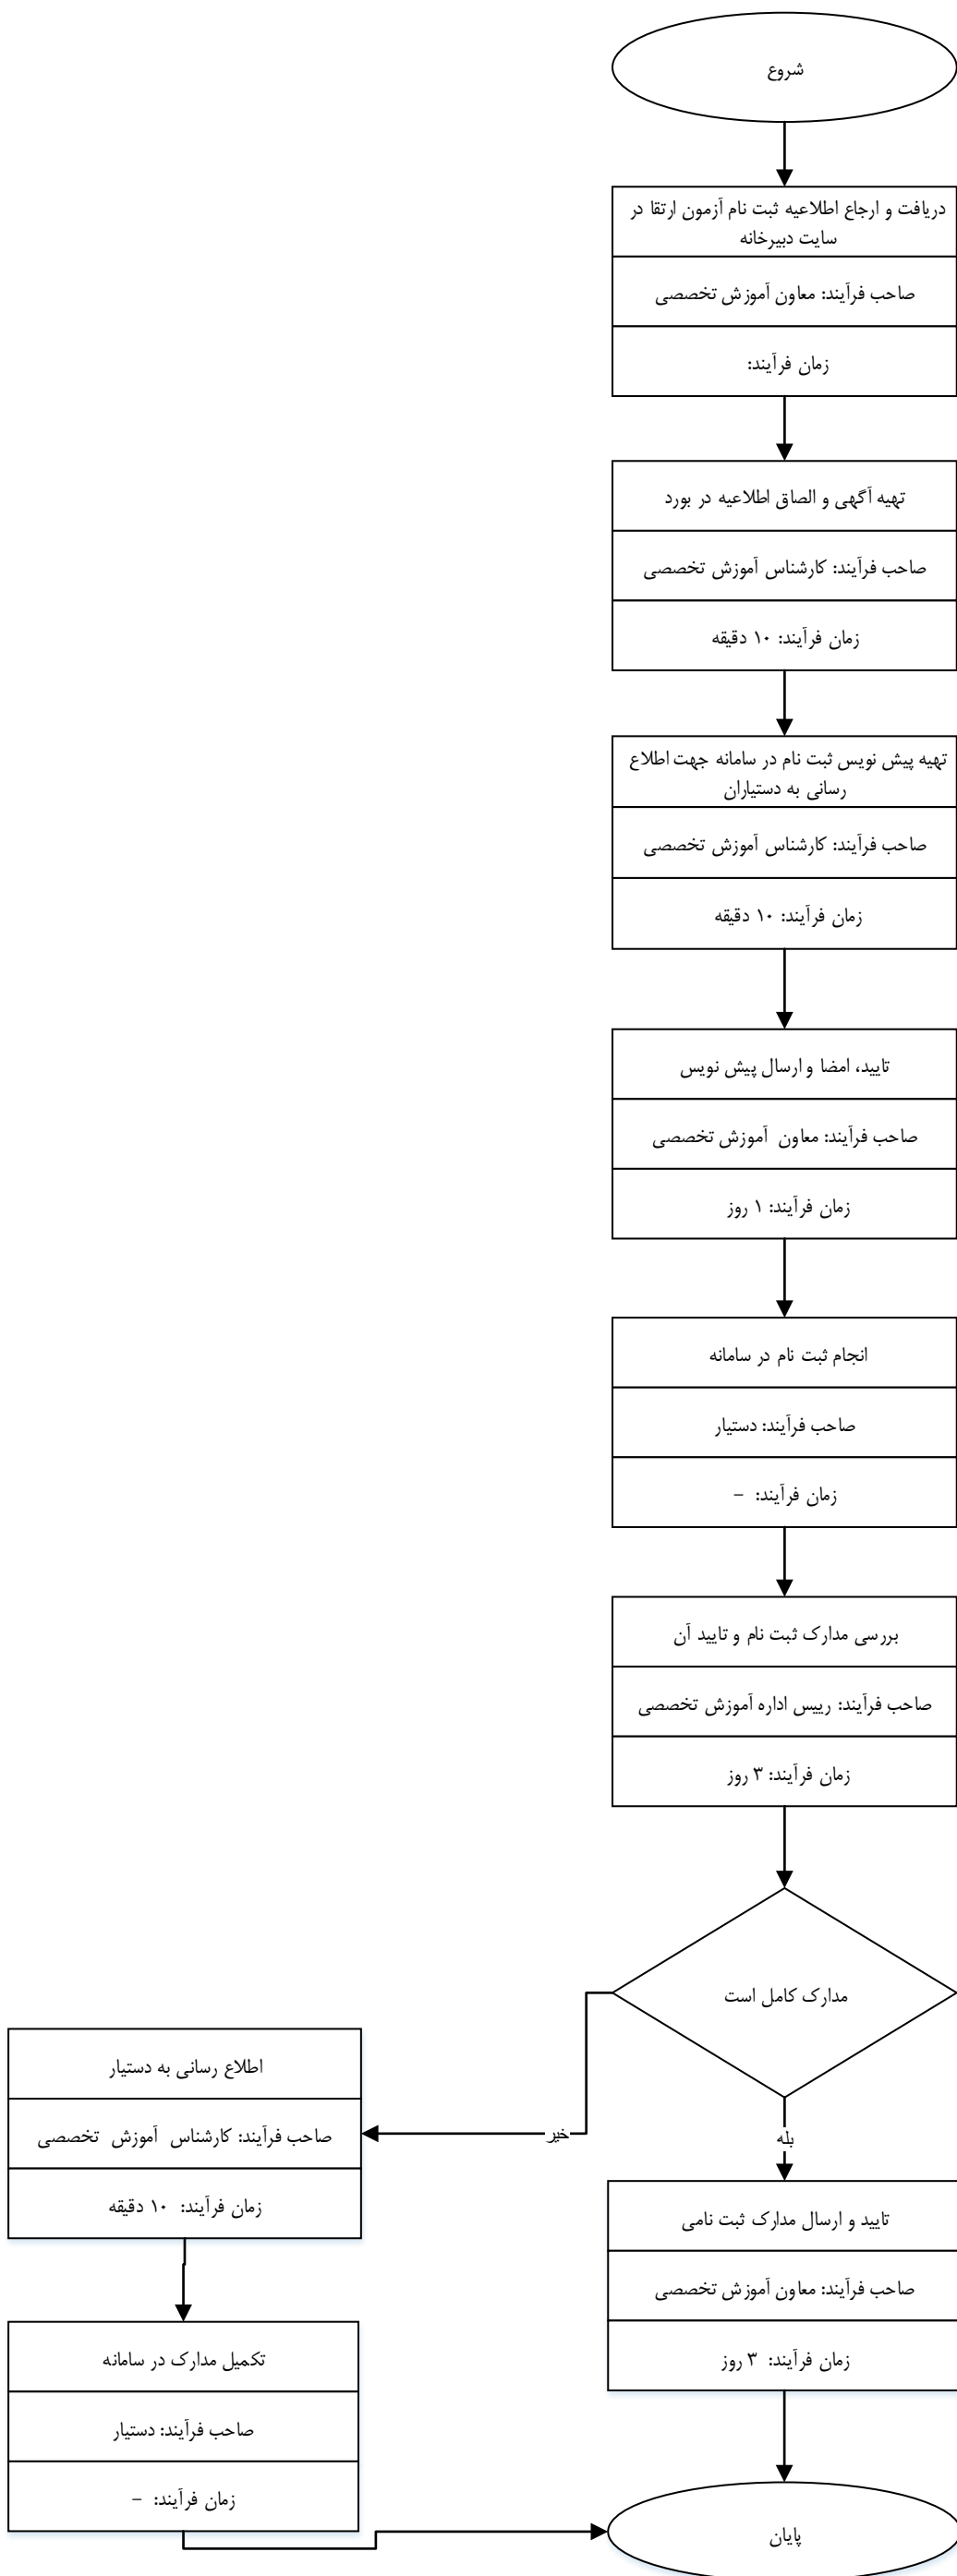 شروع
دریافت و ارجاع اطلاعیه ثبت نام آزمون ارتقا در
سایت دبیرخانه
صاحب فرآیند: معاون آموزش تخصصی
زمان فرآیند:
تهیه آگهی و الصاق اطلاعیه در بورد
صاحب فرآیند: کارشناس آموزش تخصصی
زمان فرآیند: ۱۰ دقیقه
تهیه پیش نویس ثبت نام در سامانه جهت اطلاع
رسانی به دستیاران
صاحب فرآیند: کارشناس آموزش تخصصی
زمان فرآیند: ۱۰ دقیقه
تایید، امضا و ارسال پیش نویس
صاحب فرآیند: معاون آموزش تخصصی
زمان فرآیند: ۱ روز
انجام ثبت نام در سامانه
صاحب فرآیند: دستیار
زمان فرآیند: -
بررسی مدارک ثبت نام و تایید آن
صاحب فرآیند: رییس اداره آموزش تخصصی
زمان فرآیند: ۳ روز
مدارک کامل است
بله
تایید و ارسال مدارک ثبت نامی
صاحب فرآیند: معاون آموزش تخصصی
زمان فرآیند: ۳ روز
خیر
اطلاع رسانی به دستیار
صاحب فرآیند: کارشناس آموزش تخصصی
زمان فرآیند: ۱۰ دقیقه
تکمیل مدارک در سامانه
صاحب فرآیند: دستیار
زمان فرآیند: -
پایان